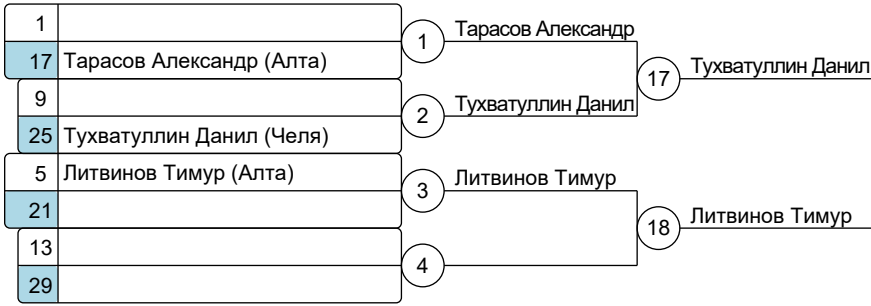 1
17 Тарасов Александр (Алта)
1 Тарасов Александр
9
25 Тухватуллин Данил (Челя)
2 Тухватуллин Данил
17 Тухватуллин Данил
5 Литвинов Тимур (Алта)
21
3 Литвинов Тимур
13
29
4
18 Литвинов Тимур